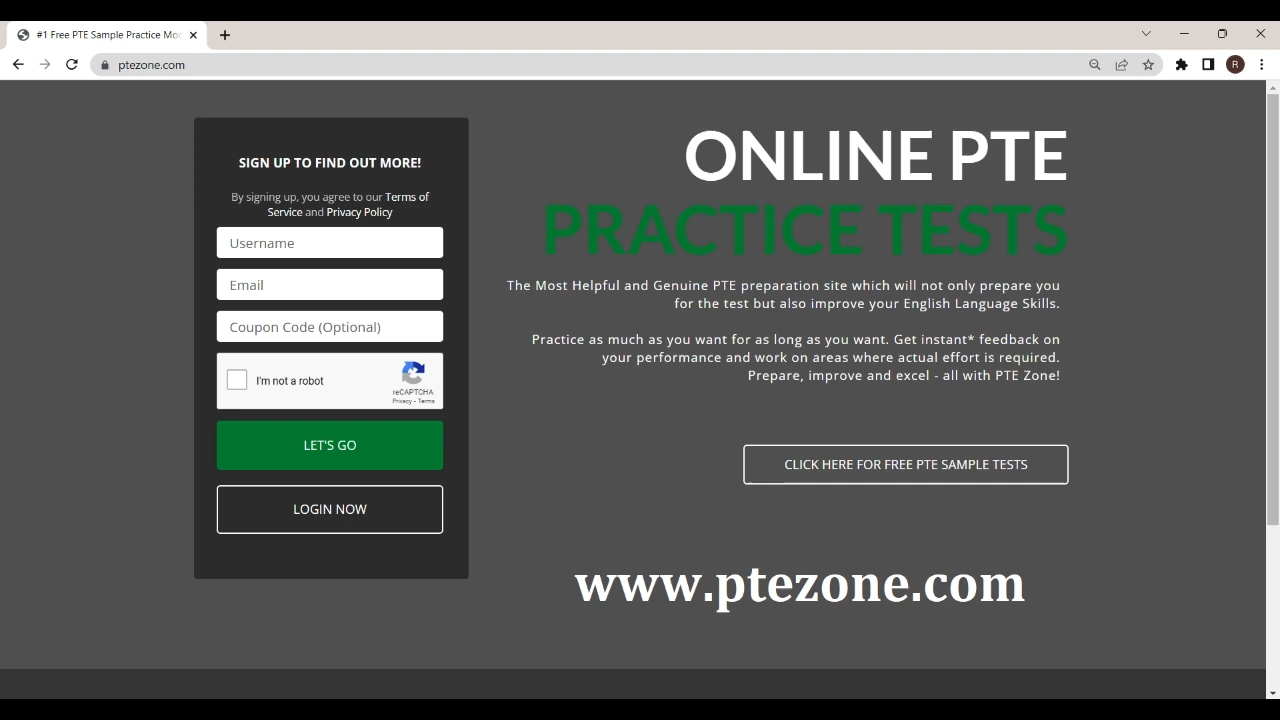 #1 Free PTE Sample Practice Moc
ptezone.com
R
SIGN UP TO FIND OUT MORE!
By signing up, you agree to our Terms of
Service and Privacy Policy
Username
Email
Coupon Code (Optional)
I'm not a robot
reCAPTCHA
Privacy - Terms
LET'S GO
LOGIN NOW
ONLINE PTE
PRACTICE TESTS
The Most Helpful and Genuine PTE preparation site which will not only prepare you
for the test but also improve your English Language Skills.
Practice as much as you want for as long as you want. Get instant* feedback on
your performance and work on areas where actual effort is required.
Prepare, improve and excel - all with PTE Zone!
CLICK HERE FOR FREE PTE SAMPLE TESTS
www.ptezone.com